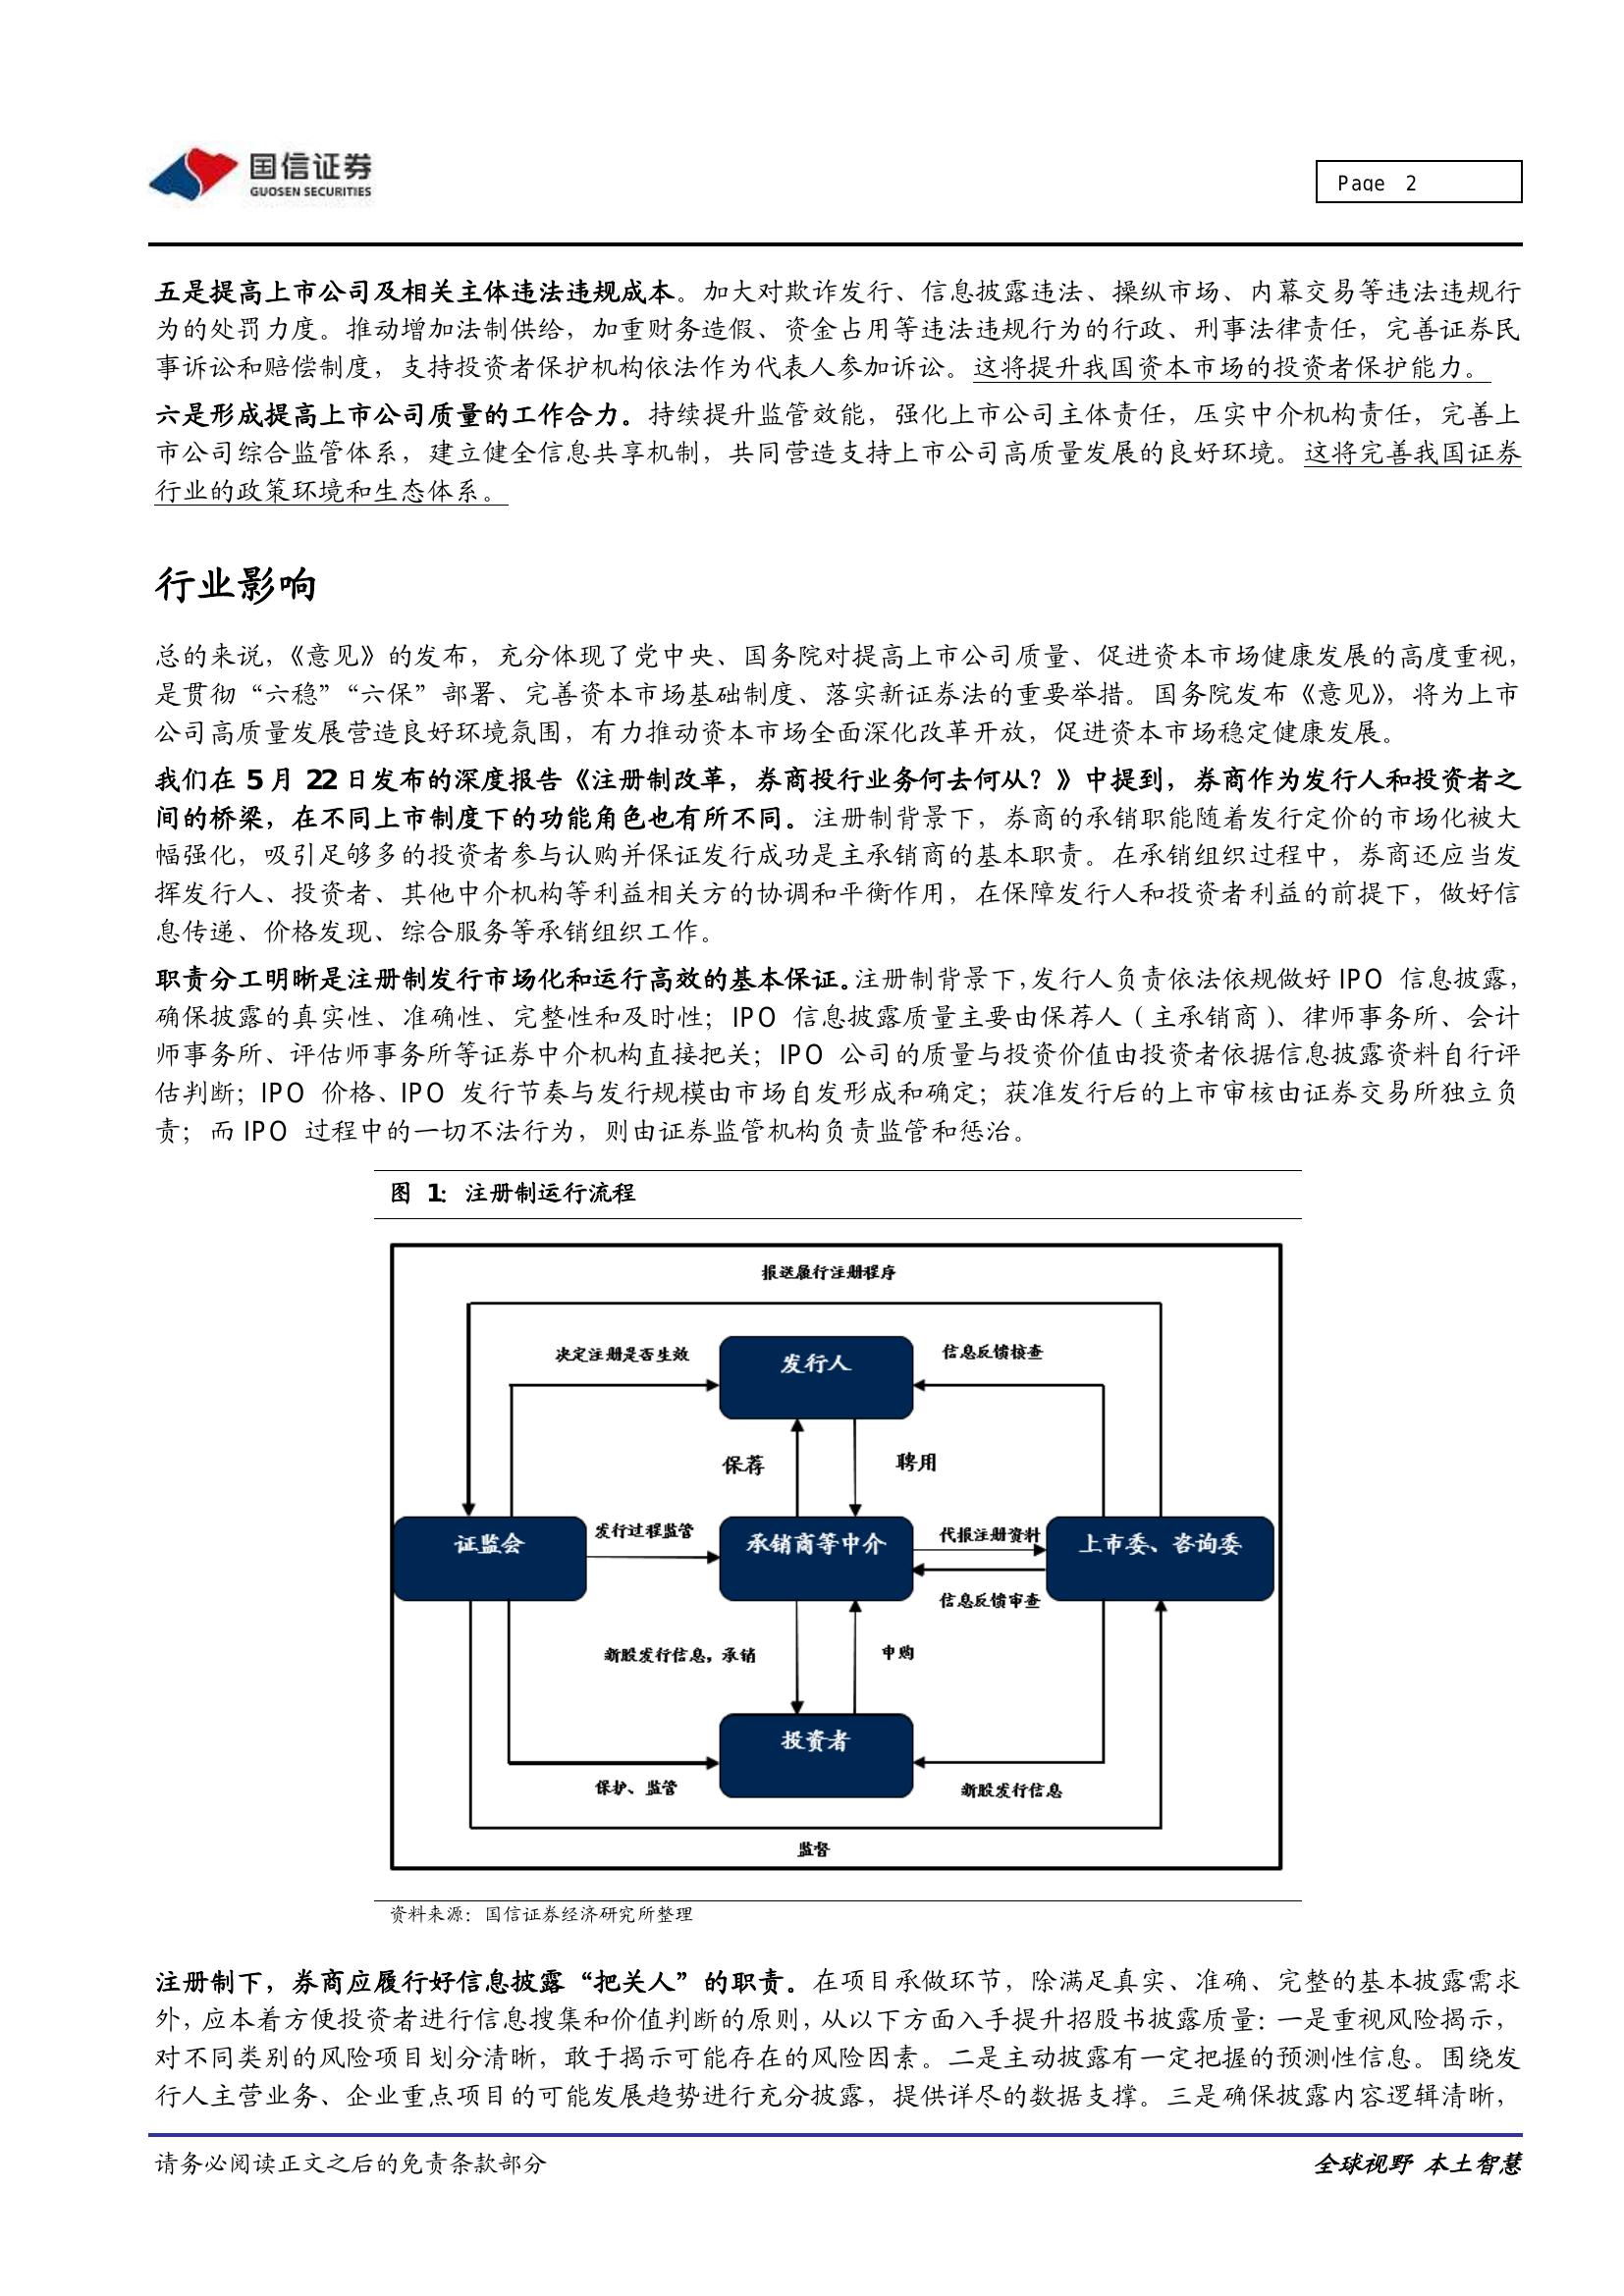 国信证券
GUOSEN SECURITIES
Page 2
五是提高上市公司及相关主体违法违规成本。加大对欺诈发行、信息披露违法、操纵市场、内幕交易等违法违规行
为的处罚力度。推动增加法制供给，加重财务造假、资金占用等违法违规行为的行政、刑事法律责任，完善证券民
事诉讼和赔偿制度，支持投资者保护机构依法作为代表人参加诉讼。这将提升我国资本市场的投资者保护能力。
六是形成提高上市公司质量的工作合力。持续提升监管效能，强化上市公司主体责任，压实中介机构责任，完善上
市公司综合监管体系，建立健全信息共享机制，共同营造支持上市公司高质量发展的良好环境。这将完善我国证券
行业的政策环境和生态体系。
行业影响
总的来说，《意见》的发布，充分体现了党中央、国务院对提高上市公司质量、促进资本市场健康发展的高度重视，
是贯彻“六稳”“六保”部署、完善资本市场基础制度、落实新证券法的重要举措。国务院发布《意见》，将为上市
公司高质量发展营造良好环境氛围，有力推动资本市场全面深化改革开放，促进资本市场稳定健康发展。
我们在 5 月 22 日发布的深度报告《注册制改革，券商投行业务何去何从？》中提到，券商作为发行人和投资者之
间的桥梁，在不同上市制度下的功能角色也有所不同。注册制背景下，券商的承销职能随着发行定价的市场化被大
幅强化，吸引足够多的投资者参与认购并保证发行成功是主承销商的基本职责。在承销组织过程中，券商还应当发
挥发行人、投资者、其他中介机构等利益相关方的协调和平衡作用，在保障发行人和投资者利益的前提下，做好信
息传递、价格发现、综合服务等承销组织工作。
职责分工明晰是注册制发行市场化和运行高效的基本保证。注册制背景下，发行人负责依法依规做好 IPO 信息披露，
确保披露的真实性、准确性、完整性和及时性；IPO 信息披露质量主要由保荐人（主承销商）、律师事务所、会计
师事务所、评估师事务所等证券中介机构直接把关；IPO 公司的质量与投资价值由投资者依据信息披露资料自行评
估判断；IPO 价格、IPO 发行节奏与发行规模由市场自发形成和确定；获准发行后的上市审核由证券交易所独立负
责；而 IPO 过程中的一切不法行为，则由证券监管机构负责监管和惩治。
图 1：注册制运行流程
报送履行注册程序
决定注册是否生效
发行人
信息反馈核查
保荐
聘用
证监会
发行过程监管
承销商等中介
代报注册资料
上市委、咨询委
信息反馈审查
新股发行信息，承销
申购
投资者
保护、监管
新股发行信息
监督
资料来源：国信证券经济研究所整理
注册制下，券商应履行好信息披露“把关人”的职责。在项目承做环节，除满足真实、准确、完整的基本披露需求
外，应本着方便投资者进行信息搜集和价值判断的原则，从以下方面入手提升招股书披露质量：一是重视风险揭示，
对不同类别的风险项目划分清晰，敢于揭示可能存在的风险因素。二是主动披露有一定把握的预测性信息。围绕发
行人主营业务、企业重点项目的可能发展趋势进行充分披露，提供详尽的数据支撑。三是确保披露内容逻辑清晰，
请务必阅读正文之后的免责条款部分
全球视野 本土智慧